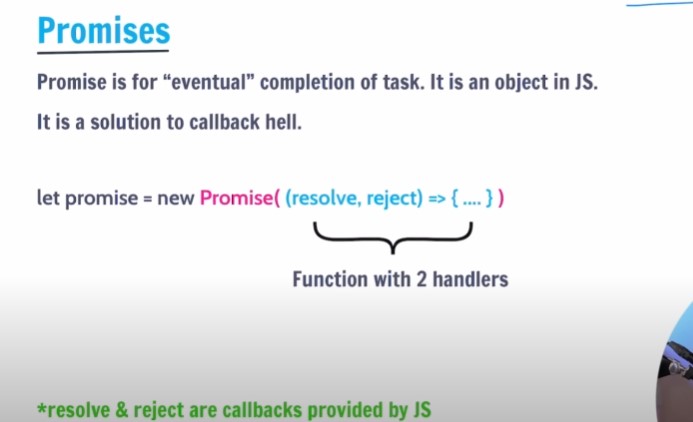 Promises
Promise is for “eventual” completion of task. It is an object in JS.
It is a solution to callback hell.
let promise = new Promise( (resolve, reject) => { .... } )
Function with 2 handlers
*resolve & reject are callbacks provided by JS